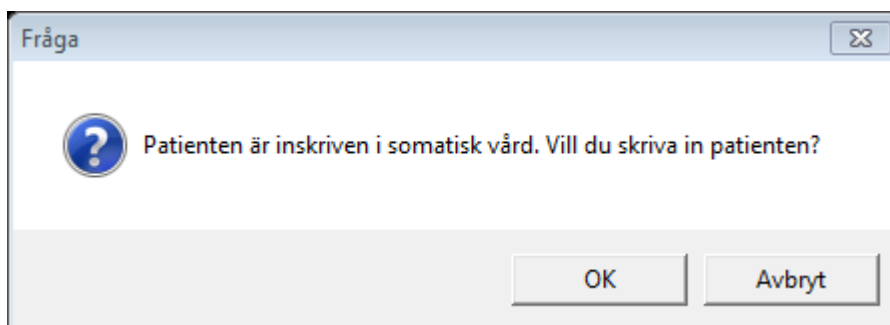 Fråga
Patienten är inskriven i somatisk vård. Vill du skriva in patienten?
OK
Avbryt